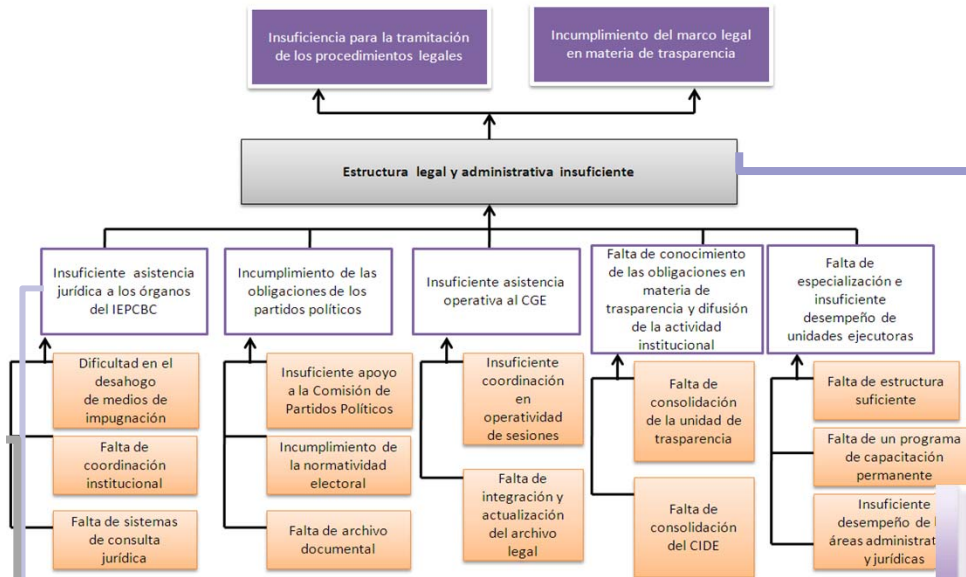 Insuficiencia para la tramitación
de los procedimientos legales
Incumplimiento del marco legal
en materia de trasparencia
Estructura legal y administrativa insuficiente
Insuficiente asistencia
jurídica a los órganos
del IEPCBC
Incumplimiento de las
obligaciones de los
partidos políticos
Insuficiente asistencia
operativa al CGE
Falta de conocimiento
de las obligaciones en
materia de
trasparencia y difusión
de la actividad
institucional
Falta de
especialización e
insuficiente
desempeño de
unidades ejecutoras
Dificultad en el
desahogo
de medios de
impugnación
Falta de
coordinación
institucional
Falta de sistemas
de consulta
jurídica
Insuficiente apoyo
a la Comisión de
Partidos Políticos
Incumplimiento de
la normatividad
electoral
Falta de archivo
documental
Insuficiente
coordinación
en
operatividad
de sesiones
Falta de
integración y
actualización
del archivo
legal
Falta de
consolidación
de la unidad de
trasparencia
Falta de
consolidación
del CIDE
Falta de estructura
suficiente
Falta de un programa
de capacitación
permanente
Insuficiente
desempeño de
áreas
y jurídicas